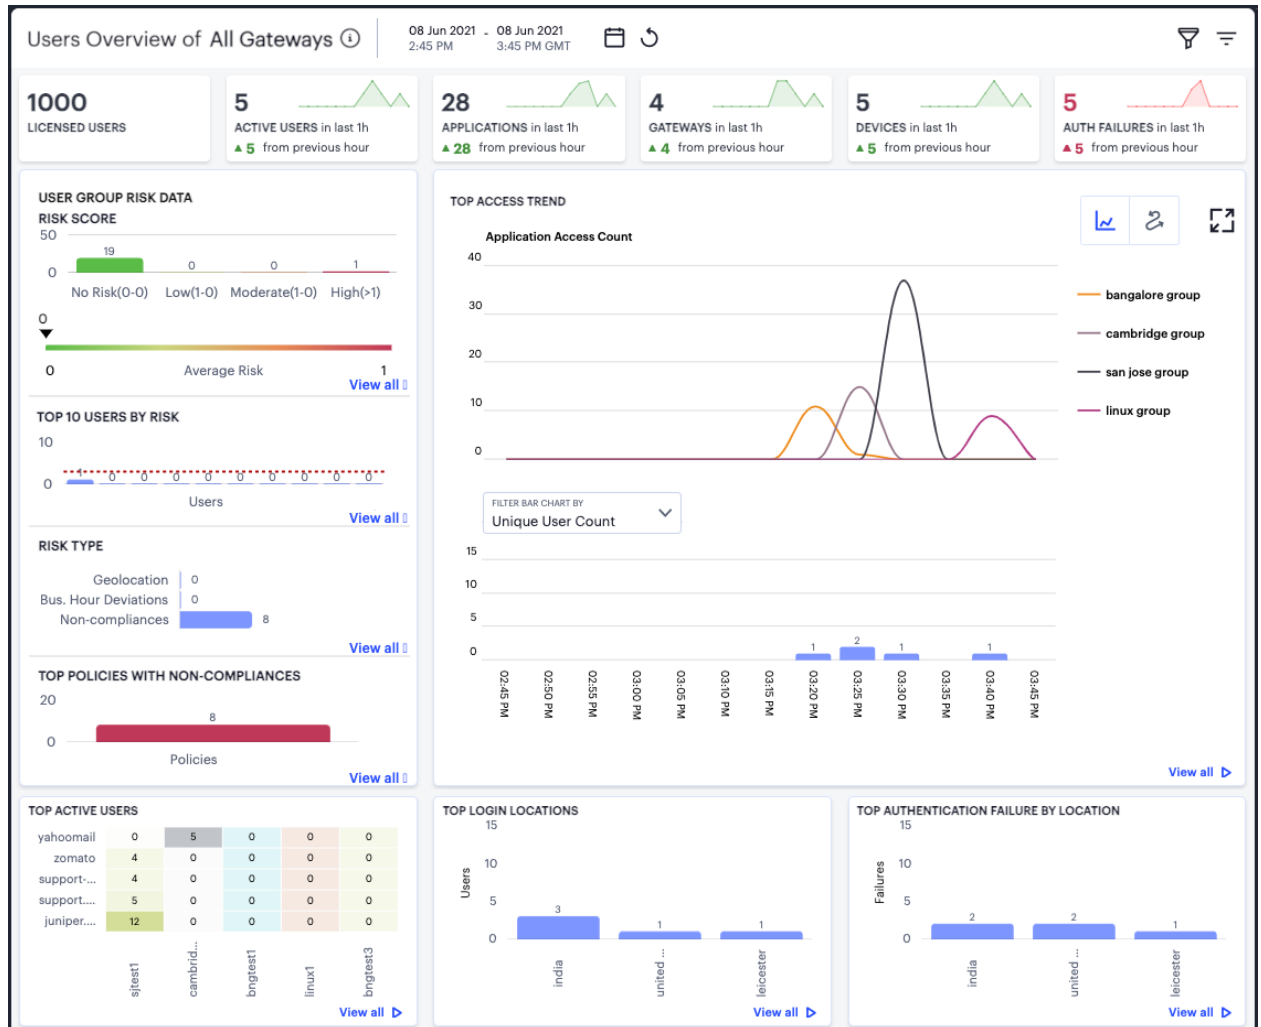 Users Overview of All Gateways
08 Jun 2021 - 08 Jun 2021
2:45 PM 3:45 PM GMT
1000
LICENSED USERS
5
ACTIVE USERS in last 1h
5 from previous hour
28
APPLICATIONS in last 1h
28 from previous hour
4
GATEWAYS in last 1h
4 from previous hour
5
DEVICES in last 1h
5 from previous hour
5
AUTH FAILURES in last 1h
5 from previous hour
USER GROUP RISK DATA
RISK SCORE
50
19 0 0 1
0
No Risk(0-0) Low(1-0) Moderate(1-0) High(>1)
0
0 Average Risk 1
View all
TOP 10 USERS BY RISK
10
1 0 0 0 0 0 0 0 0 0
0
Users
View all
RISK TYPE
Geolocation 0
Bus. Hour Deviations 0
Non-compliances 8
View all
TOP POLICIES WITH NON-COMPLIANCES
20
8
0
Policies
View all
TOP ACCESS TREND
Application Access Count
40
30
20
10
0
bangalore group
cambridge group
san jose group
linux group
FILTER BAR CHART BY
Unique User Count
15
10
5
0
1 2 1 1
02:45 PM 02:50 PM 02:55 PM 03:00 PM 03:05 PM 03:10 PM 03:15 PM 03:20 PM 03:25 PM 03:30 PM 03:35 PM 03:40 PM 03:45 PM
View all
TOP ACTIVE USERS
yahoomail 0 5 0 0 0
zomato 4 0 0 0 0
support-... 4 0 0 0 0
support.... 5 0 0 0 0
juniper.... 12 0 0 0 0
sjtest1 cambrid... bngtest1 linux1 bngtest3
View all
TOP LOGIN LOCATIONS
15
10
5
0
Users
3 1 1
india united ... leicester
View all
TOP AUTHENTICATION FAILURE BY LOCATION
15
10
5
0
Failures
2 2 1
india united ... leicester
View all